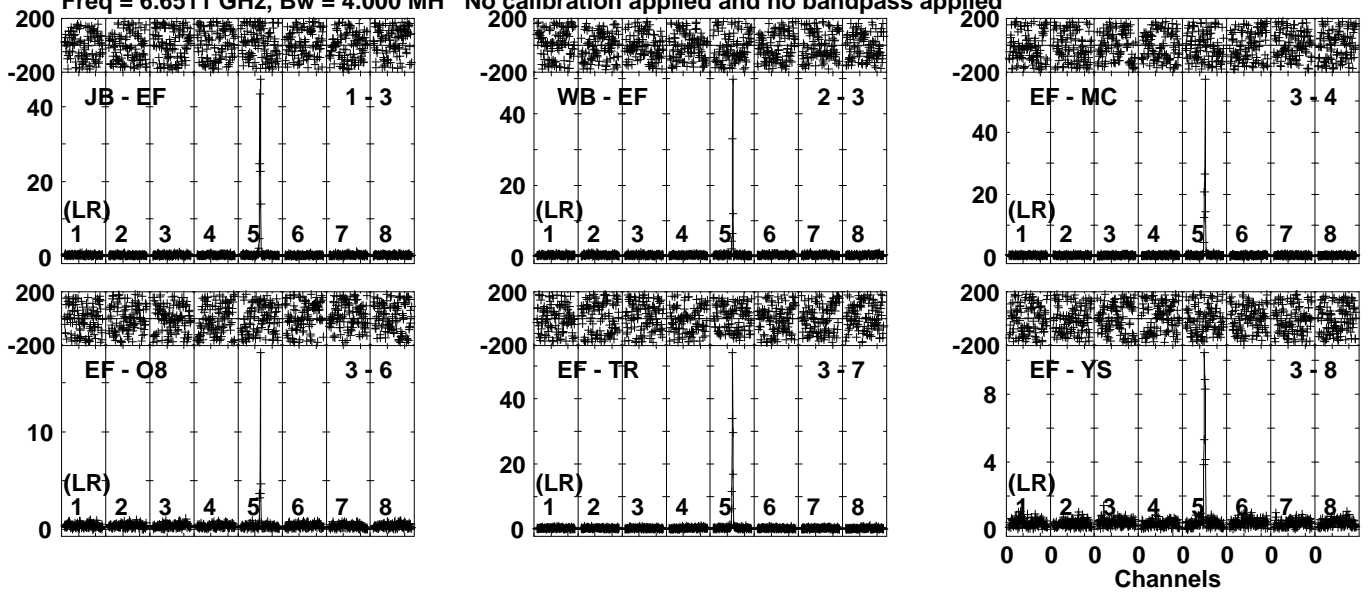 Freq = 6.6511 GHz, Bw = 4.000 MH No calibration applied and no bandpass applied
200
-200
JB - EF 1 - 3
40
20
0
(LR)
1 2 3 4 5 6 7 8
200
-200
WB - EF 2 - 3
40
20
0
(LR)
1 2 3 4 5 6 7 8
200
-200
EF - MC 3 - 4
40
20
0
(LR)
1 2 3 4 5 6 7 8
200
-200
EF - O8 3 - 6
10
0
(LR)
1 2 3 4 5 6 7 8
200
-200
EF - TR 3 - 7
40
20
0
(LR)
1 2 3 4 5 6 7 8
200
-200
EF - YS 3 - 8
8
4
0
(LR)
1 2 3 4 5 6 7 8
0 0 0 0 0 0 0 0
Channels